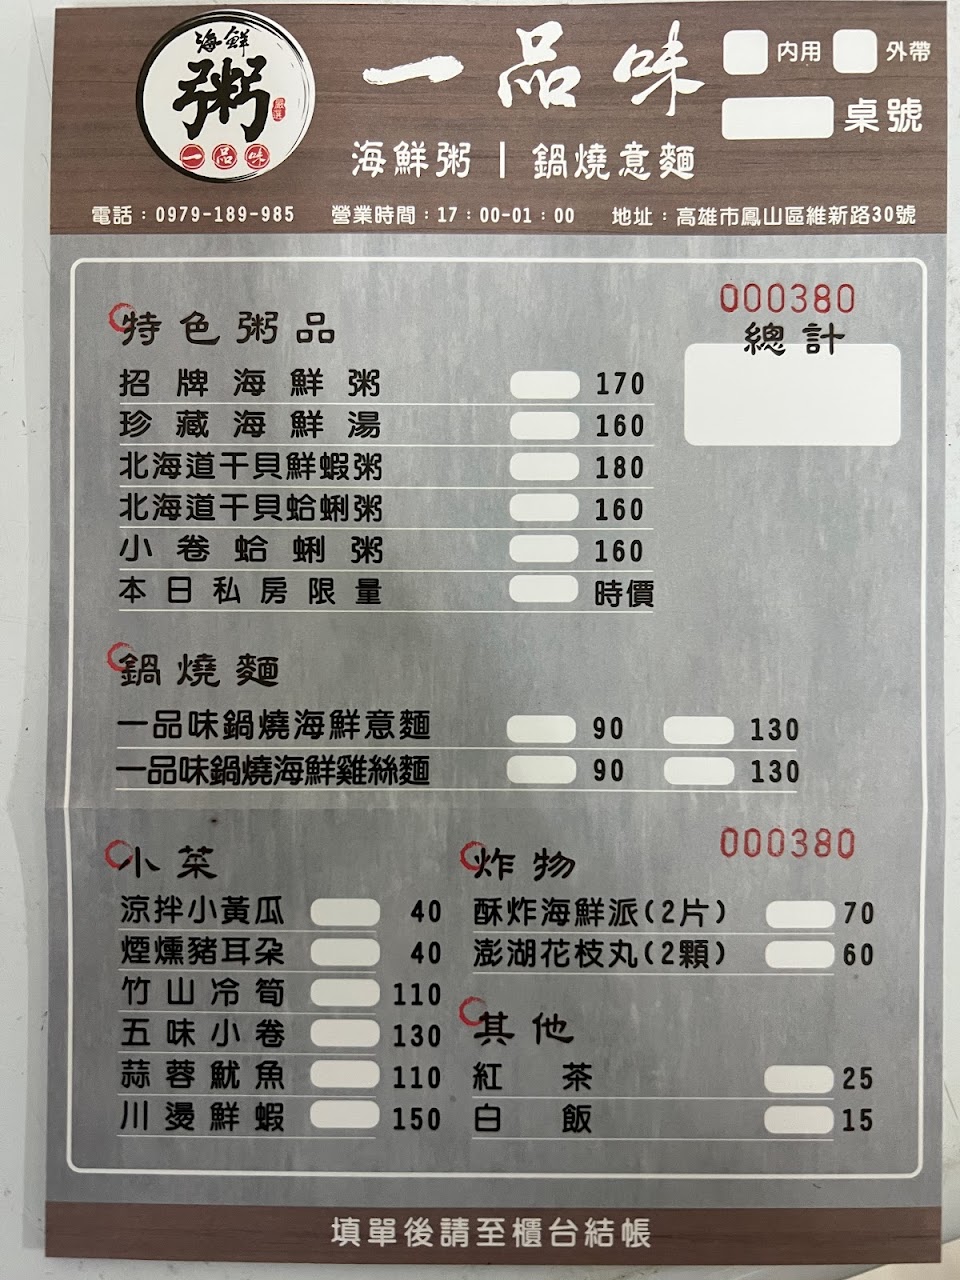 海鮮
粥
嚴選
一品味
一品味
內用 外帶
桌號
海鮮粥 | 鍋燒意麵
電話：0979-189-985 營業時間：17：00-01：00 地址：高雄市鳳山區維新路30號
000380
總計
特色粥品
招牌海鮮粥 170
珍藏海鮮湯 160
北海道干貝鮮蝦粥 180
北海道干貝蛤蜊粥 160
小卷蛤蜊粥 160
本日私房限量 時價
鍋燒麵
一品味鍋燒海鮮意麵 90 130
一品味鍋燒海鮮雞絲麵 90 130
000380
小菜
涼拌小黃瓜 40
煙燻豬耳朵 40
竹山冷筍 110
五味小卷 130
蒜蓉魷魚 110
川燙鮮蝦 150
炸物
酥炸海鮮派(2片) 70
澎湖花枝丸(2顆) 60
其他
紅茶 25
白飯 15
填單後請至櫃台結帳